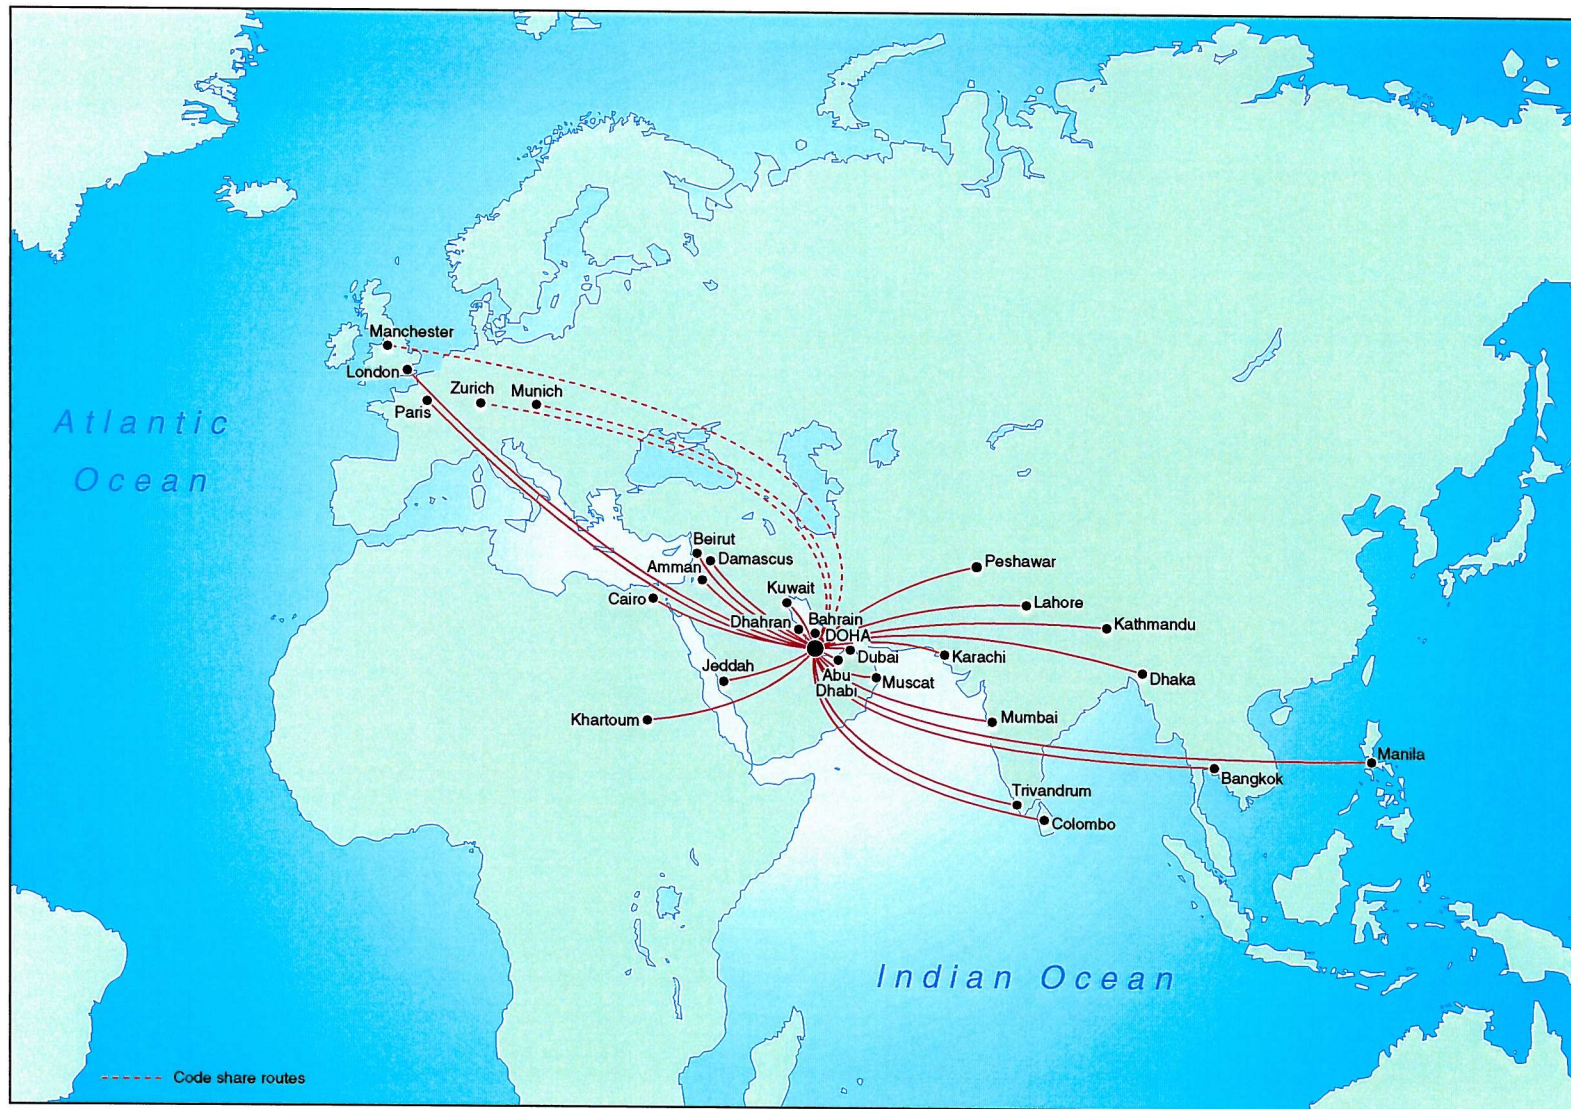 Manchester
London
Zurich
Munich
Paris
Atlantic
Ocean
Beirut
Damascus
Amman
Cairo
Kuwait
Dhahran
Bahrain
DOHA
Dubai
Abu
Dhabi
Muscat
Jeddah
Khartoum
Peshawar
Lahore
Kathmandu
Karachi
Dhaka
Mumbai
Manila
Bangkok
Trivandrum
Colombo
Indian Ocean
Code share routes